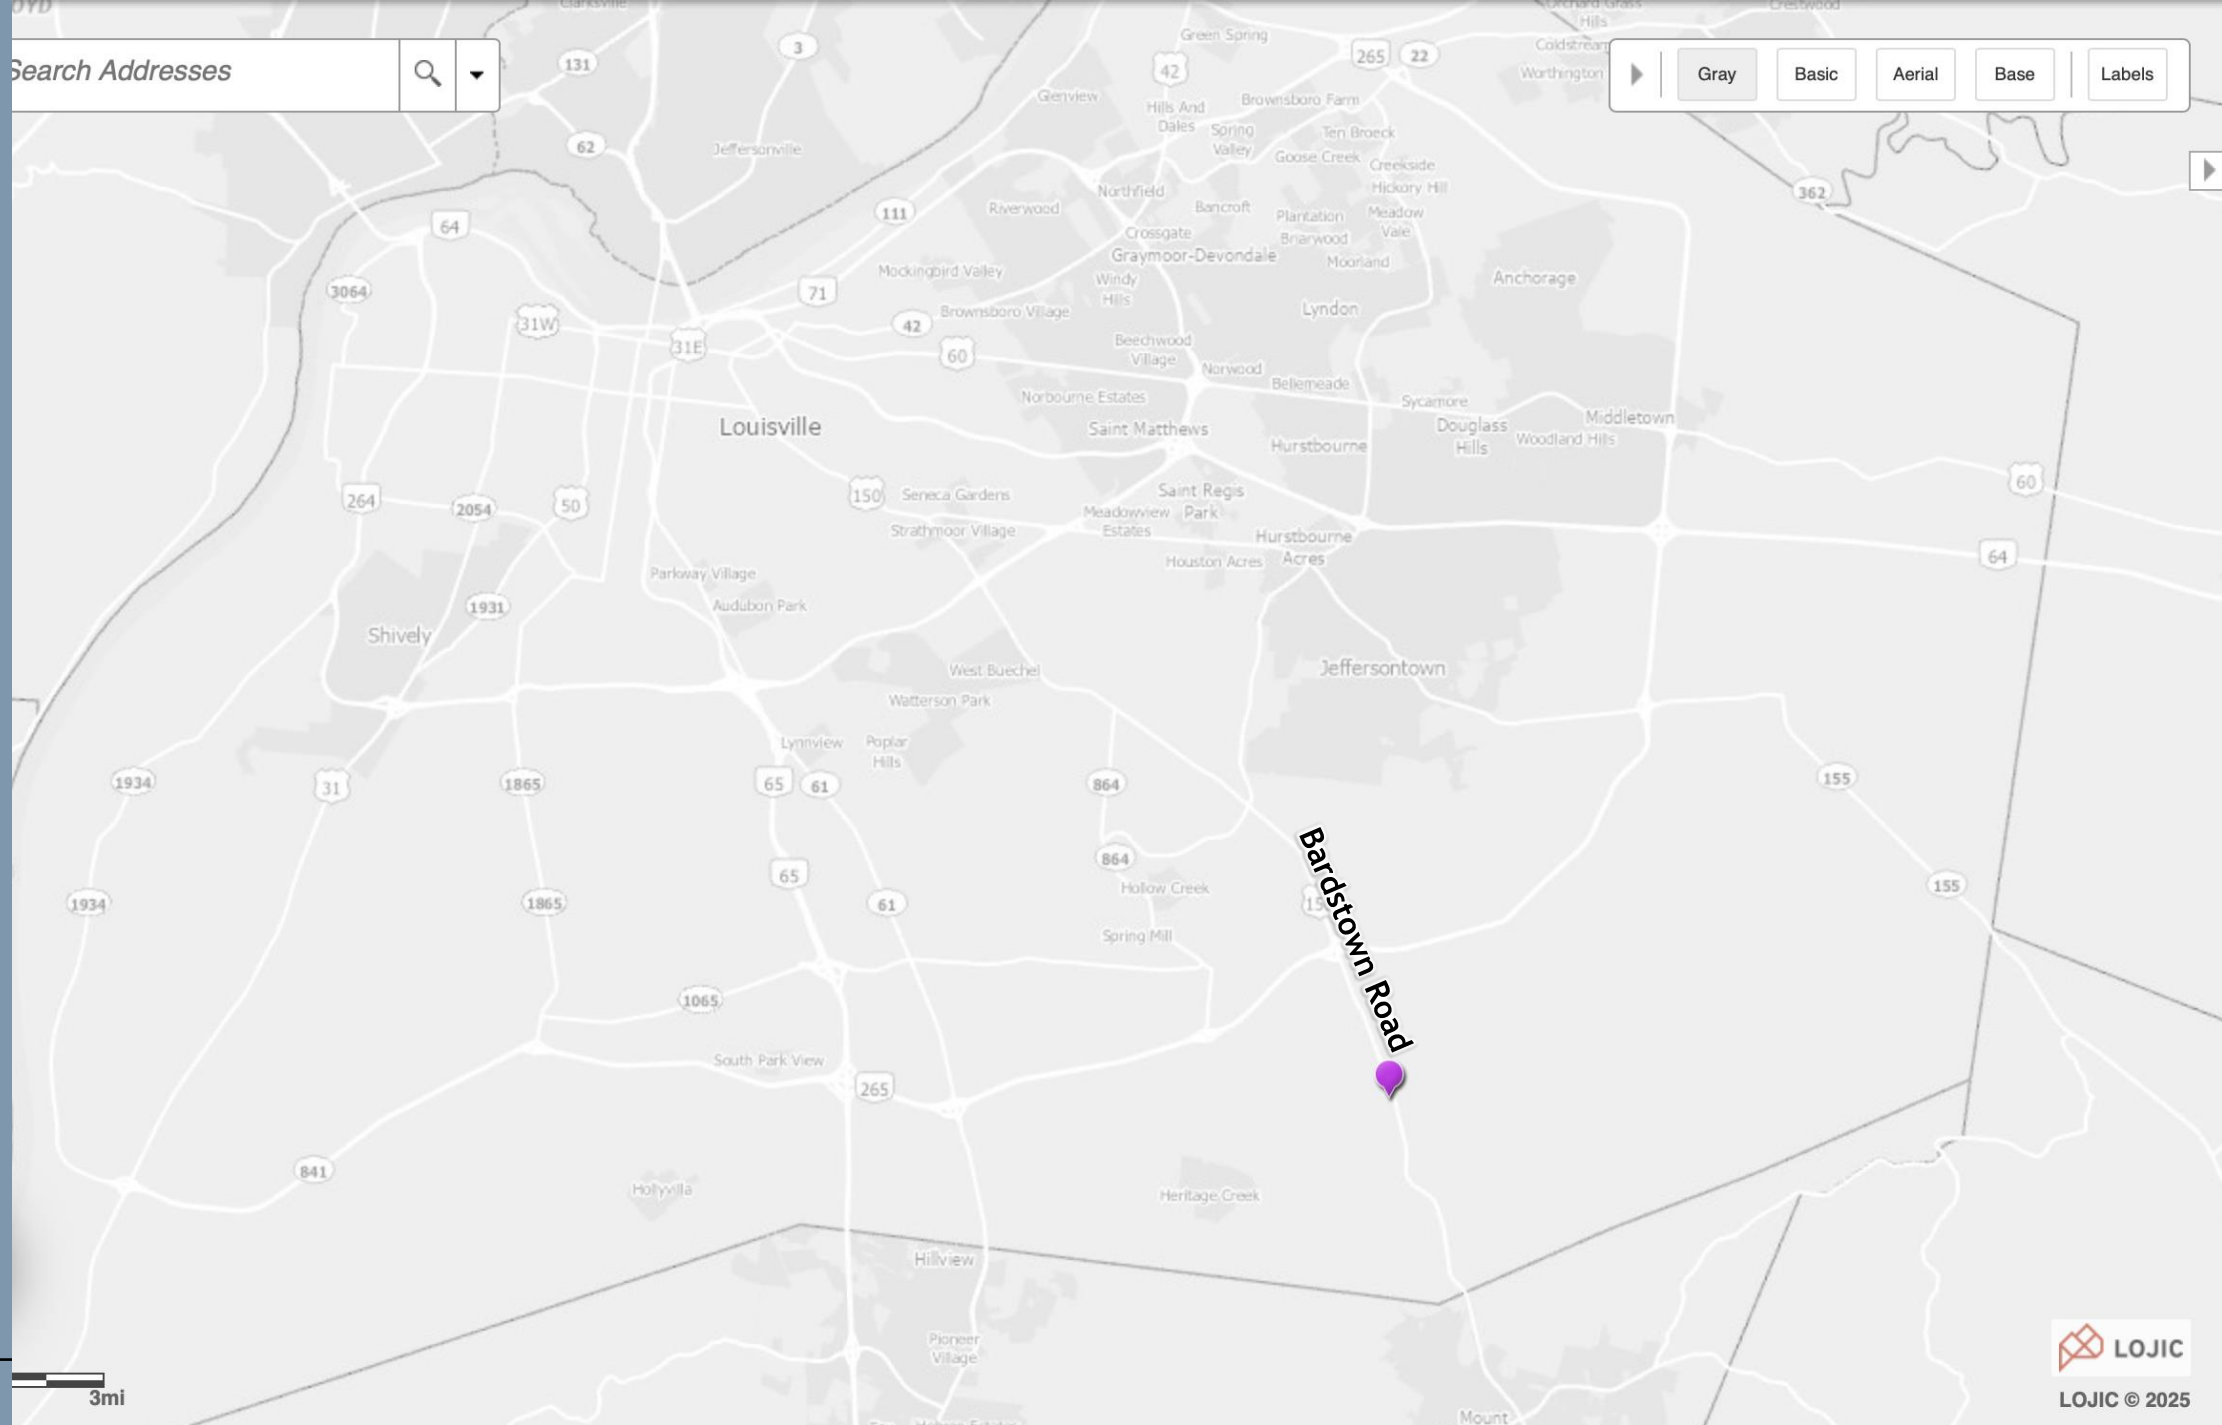 Clarksville
Orchard Grass
Hills
Crestwood
Search Addresses
131
3
Green Spring
42
265
22
Coldstream
Worthington
Gray
Basic
Aerial
Base
Labels
Glenview
Hills And
Dales
Brownsboro Farm
Spring
Valley
Ten Broeck
Goose Creek
Creekside
62
Jeffersonville
Hickory Hill
362
Northfield
Riverwood
Bancroft
Plantation
Meadow
Vale
111
64
Crossgate
Briarwood
Graymoor-Devondale
Moorland
Mockingbird Valley
Windy
Hills
Anchorage
3064
71
Brownsboro Village
Lyndon
31W
42
31E
60
Beechwood
Village
Norwood
Bellemeade
Norbourne Estates
Sycamore
Louisville
Saint Matthews
Hurstbourne
Douglass
Hills
Middletown
Woodland Hills
60
264
2054
50
150
Seneca Gardens
Saint Regis
Park
Strathmoor Village
Meadowview
Estates
Hurstbourne
Acres
Houston Acres
64
Parkway Village
Audubon Park
1931
Shively
West Buechel
Jeffersontown
Watterson Park
Lynnview
Poplar
Hills
1934
31
1865
65
61
864
155
864
Bardstown Road
1934
1865
65
61
Hollow Creek
155
Spring Mill
1065
South Park View
265
841
Hollyvilla
Heritage Creek
Hillview
Pioneer
Village
3mi
Mount
LOJIC
LOJIC © 2025